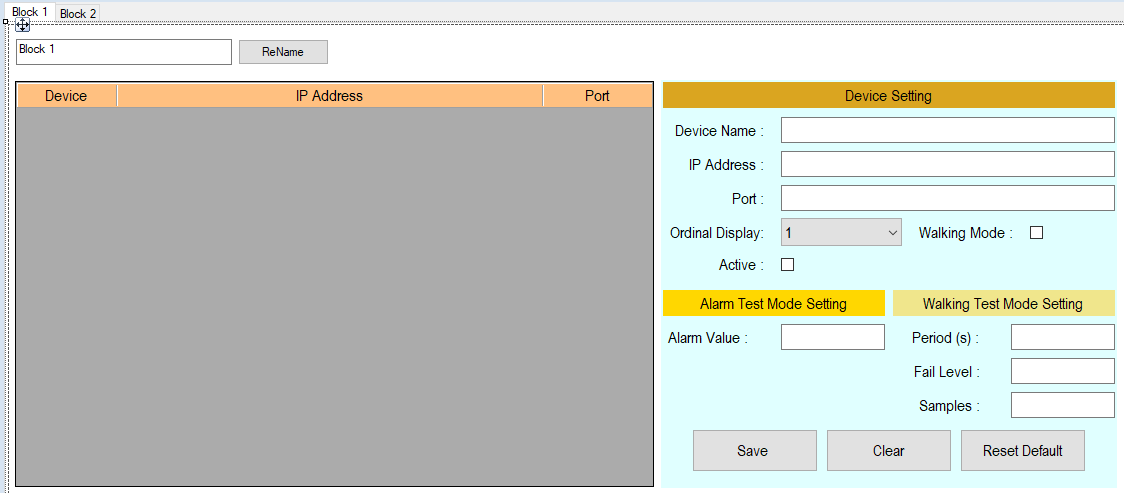 Block 1 Block 2
Block 1 ReName
Device IP Address Port
Device Setting
Device Name :
IP Address :
Port :
Ordinal Display: 1 Walking Mode :
Active :
Alarm Test Mode Setting Walking Test Mode Setting
Alarm Value : Period (s) :
Fail Level :
Samples :
Save Clear Reset Default